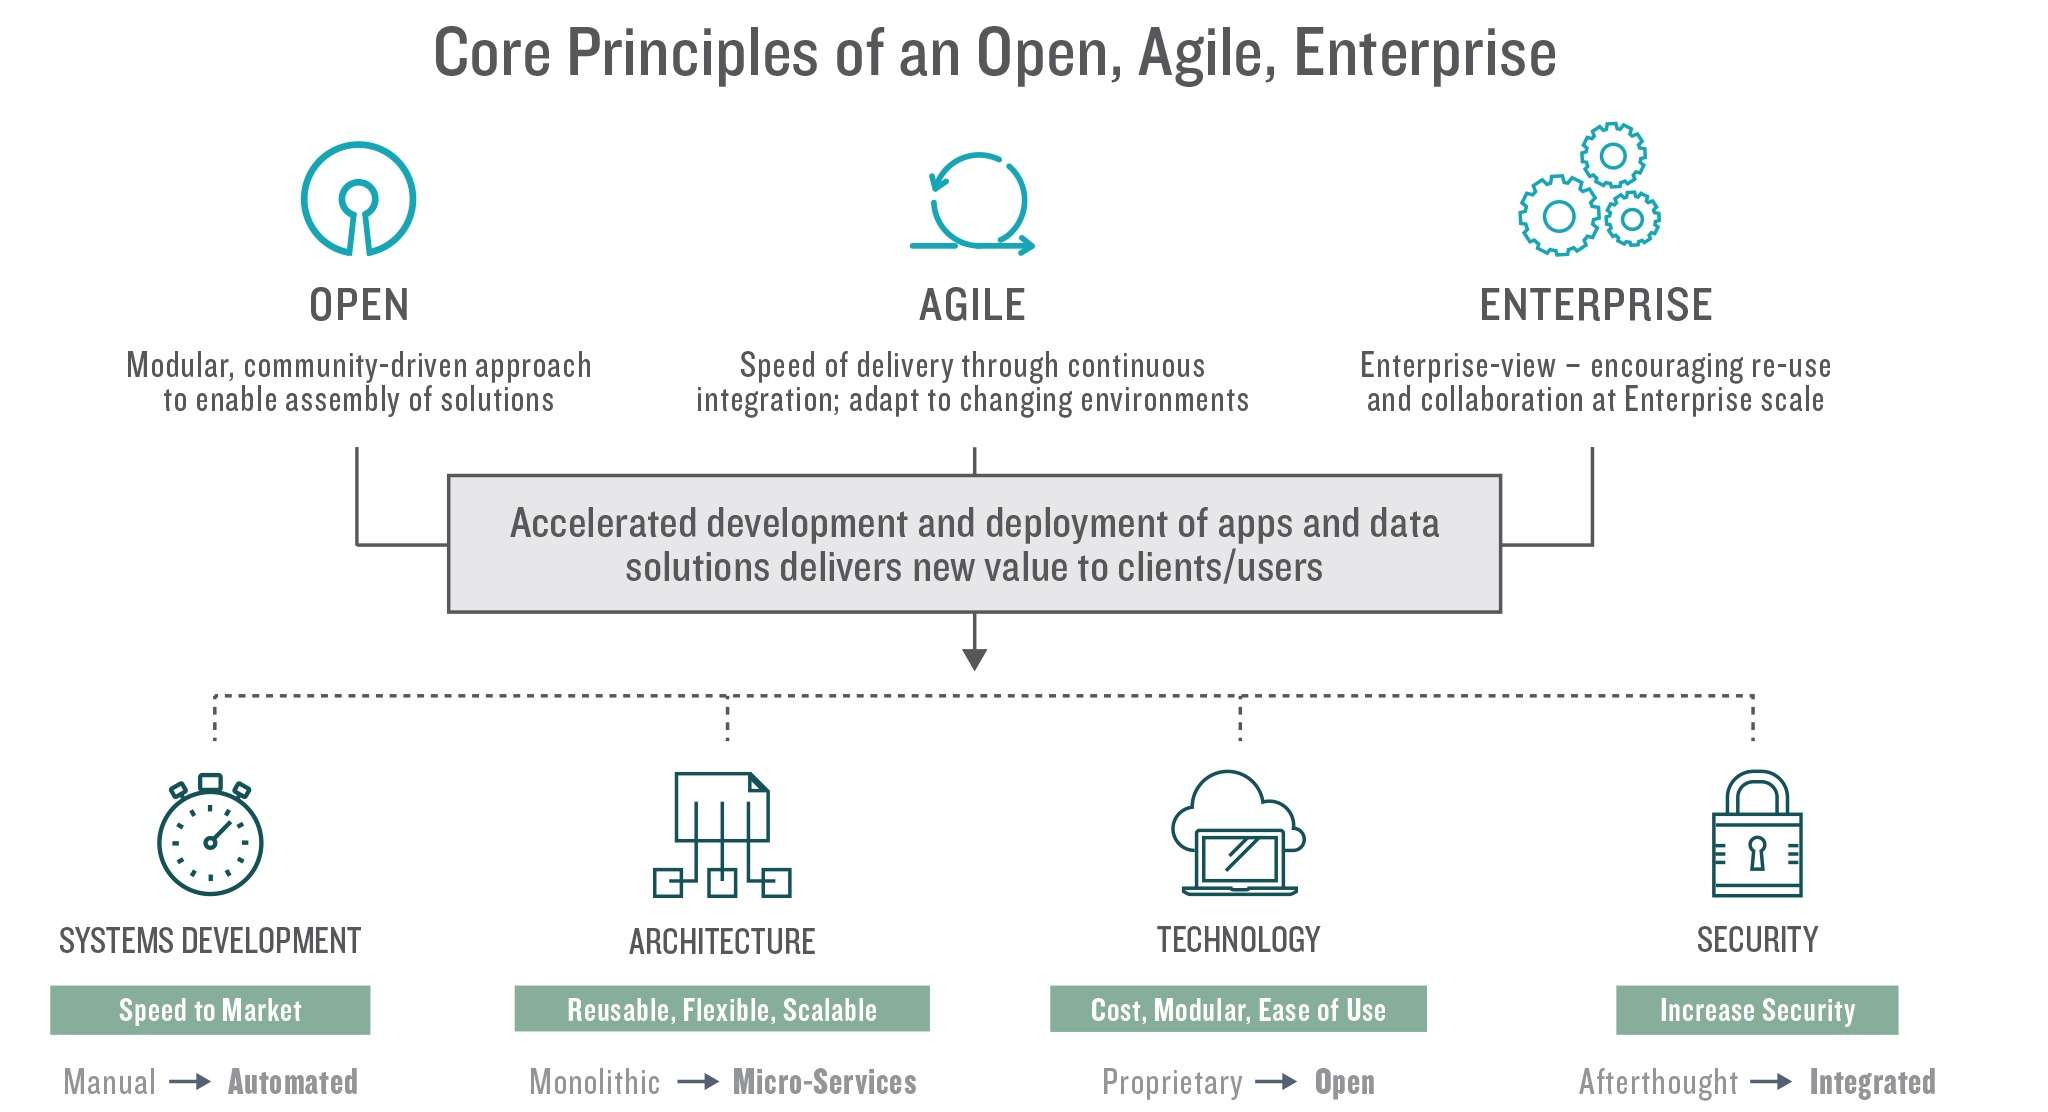 Core Principles of an Open, Agile, Enterprise
OPEN
Modular, community-driven approach
to enable assembly of solutions
AGILE
Speed of delivery through continuous
integration; adapt to changing environments
ENTERPRISE
Enterprise-view – encouraging re-use
and collaboration at Enterprise scale
Accelerated development and deployment of apps and data
solutions delivers new value to clients/users
SYSTEMS DEVELOPMENT
Speed to Market
Manual → Automated
ARCHITECTURE
Reusable, Flexible, Scalable
Monolithic → Micro-Services
TECHNOLOGY
Cost, Modular, Ease of Use
Proprietary → Open
SECURITY
Increase Security
Afterthought → Integrated